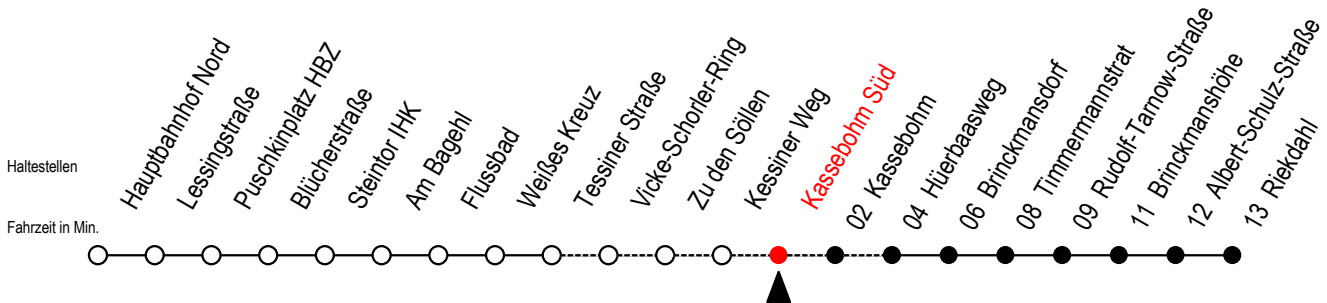 Haltestellen
Fahrzeit in Min.
Hauptbahnhof Nord
Lessingstraße
Puschkinplatz HBZ
Blücherstraße
Steintor IHK
Am Bagehl
Flussbad
Weißes Kreuz
Tessiner Straße
Vicke-Schorler-Ring
Zu den Söllen
Kessiner Weg
Kassebohm Süd
02 Kassebohm
04 Hüerbaasweg
06 Brinckmansdorf
08 Timmermannstrat
09 Rudolf-Tarnow-Straße
11 Brinckmanshöhe
12 Albert-Schulz-Straße
13 Riekdahl